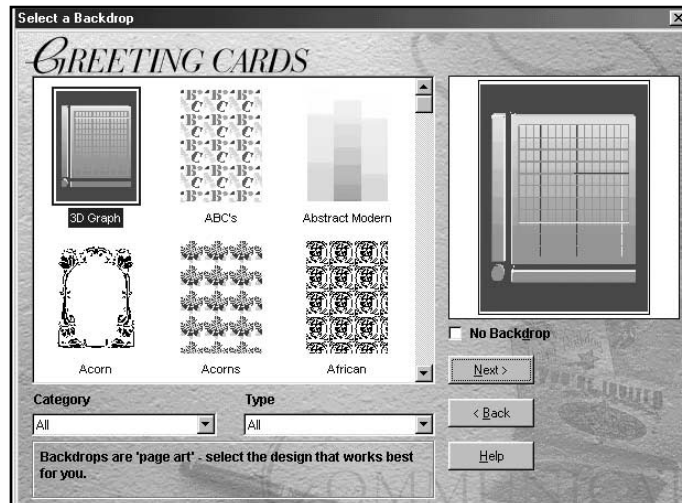 Select a Backdrop
GREETING CARDS
3D Graph
ABC's
Abstract Modern
Acorn
Acorns
African
No Backdrop
Next >
Category
Type
All
All
< Back
Backdrops are 'page art' - select the design that works best
for you.
Help